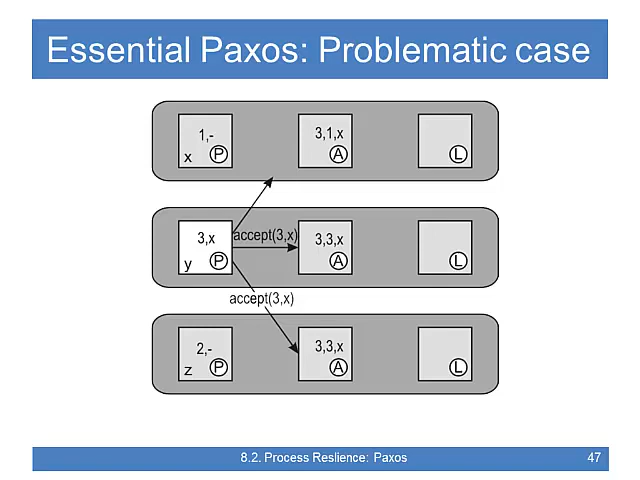 Essential Paxos: Problematic case
1,-
x P
3,1,x
A
L
3,x
y P
accept(3,x)
3,3,x
A
L
accept(3,x)
2,-
z P
3,3,x
A
L
8.2. Process Reslience: Paxos 47